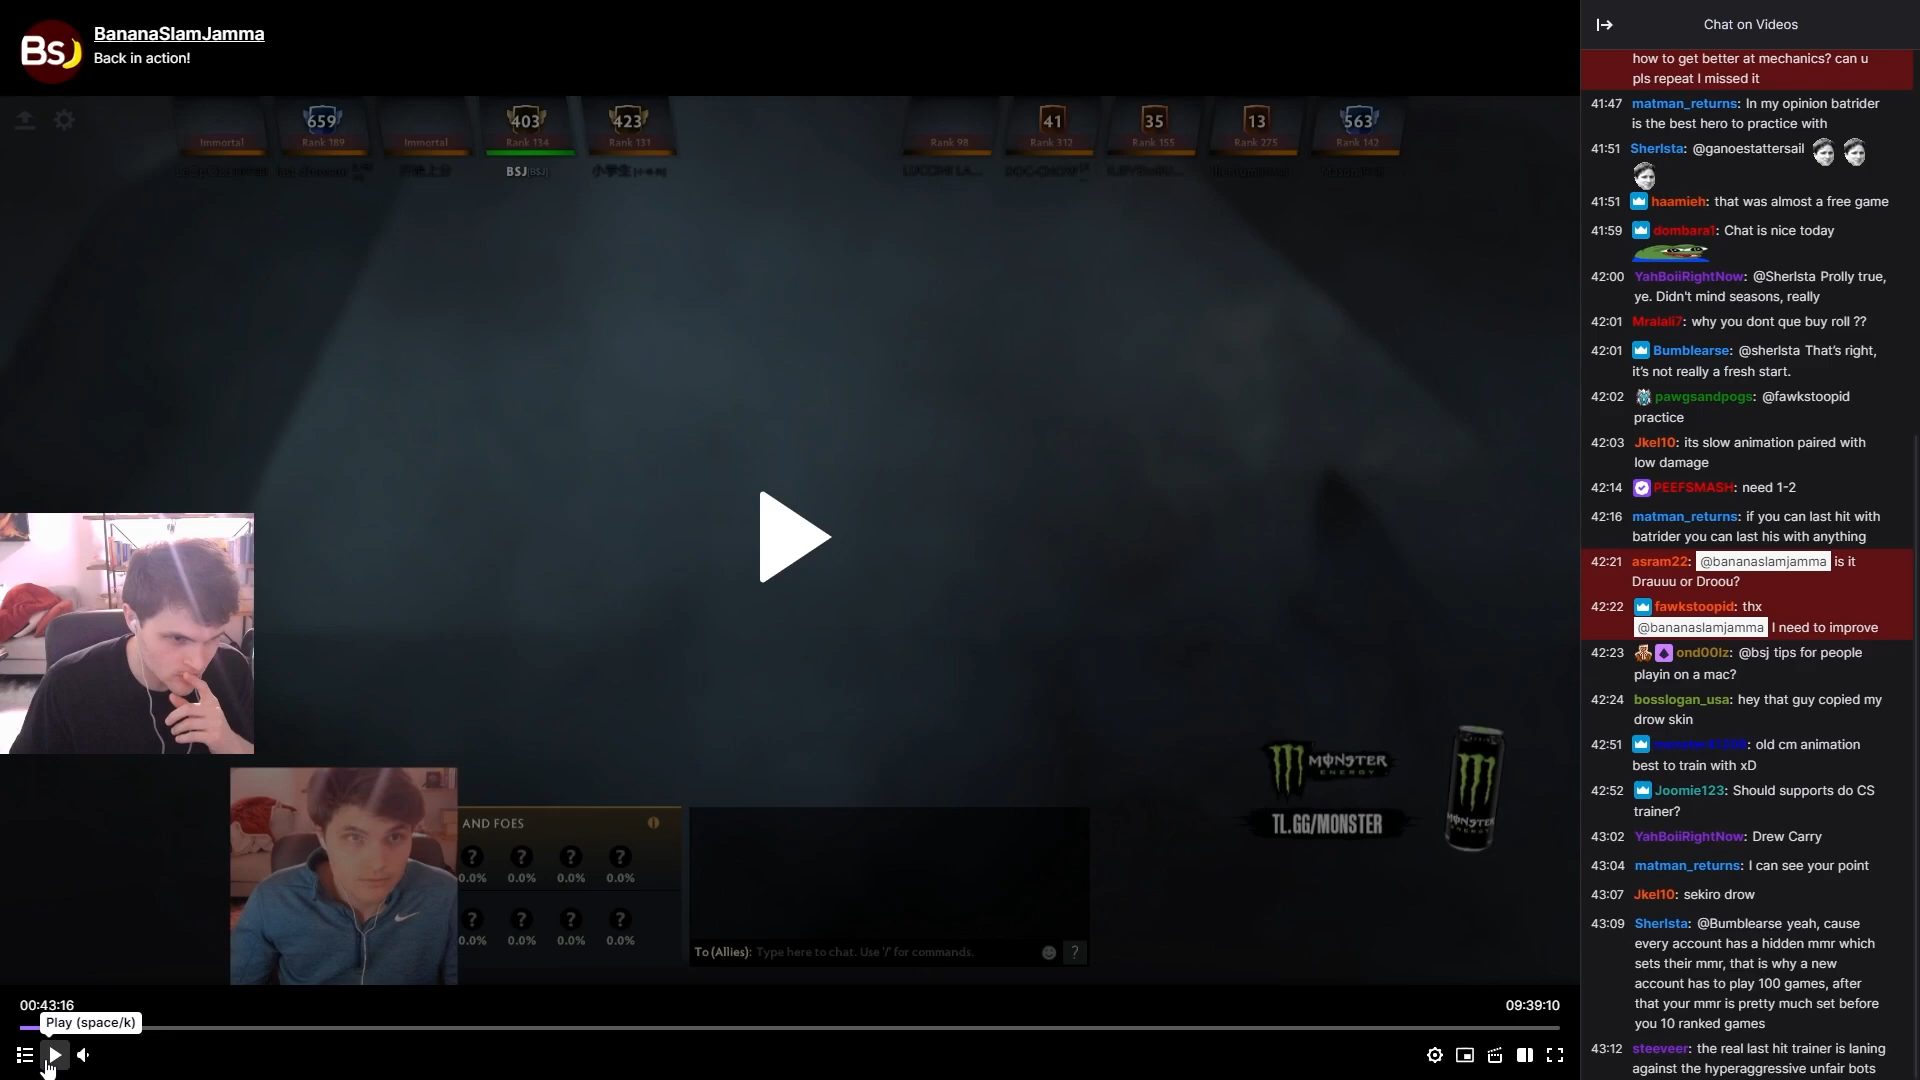 BananaSlamJamma
Back in action!
Chat on Videos
how to get better at mechanics? can u
pls repeat I missed it
41:47 matman_returns: In my opinion batrider
is the best hero to practice with
41:51 SherIsta: @ganoestattersail
41:51 haamieh: that was almost a free game
41:59 dombara1: Chat is nice today
42:00 YahBoiiRightNow: @SherIsta Prolly true,
ye. Didn't mind seasons, really
42:01 Mralali7: why you dont que buy roll ??
42:01 Bumblearse: @sherIsta That's right,
it's not really a fresh start.
42:02 pawgsandpogs: @fawkstoopid
practice
42:03 Jkel10: its slow animation paired with
low damage
42:14 PEEFSMASH: need 1-2
42:16 matman_returns: if you can last hit with
batrider you can last his with anything
42:21 asram22: @bananaslamjamma is it
Drauuu or Droou?
42:22 fawkstoopid: thx
@bananaslamjamma I need to improve
42:23 ond00lz: @bsj tips for people
playin on a mac?
42:24 bosslogan_usa: hey that guy copied my
drow skin
42:51 : old cm animation
best to train with xD
42:52 Joomie123: Should supports do CS
trainer?
43:02 YahBoiiRightNow: Drew Carry
43:04 matman_returns: I can see your point
43:07 Jkel10: sekiro drow
43:09 SherIsta: @Bumblearse yeah, cause
every account has a hidden mmr which
sets their mmr, that is why a new
account has to play 100 games, after
that your mmr is pretty much set before
you 10 ranked games
43:12 steeveer: the real last hit trainer is laning
against the hyperaggressive unfair bots
BSJ
659 403 423 41 35 13 563
Immortal Rank 189 Immortal Rank 134 Rank 131 Rank 98 Rank 312 Rank 155 Rank 275 Rank 142
BSJ [BSJ]
MONSTER
ENERGY
TL.GG/MONSTER
MONSTER
AND FOES
? ? ? ?
0.0% 0.0% 0.0% 0.0%
? ? ? ?
0.0% 0.0% 0.0% 0.0%
To (Allies): Type here to chat. Use '/' for commands. ?
00:43:16 09:39:10
Play (space/k)